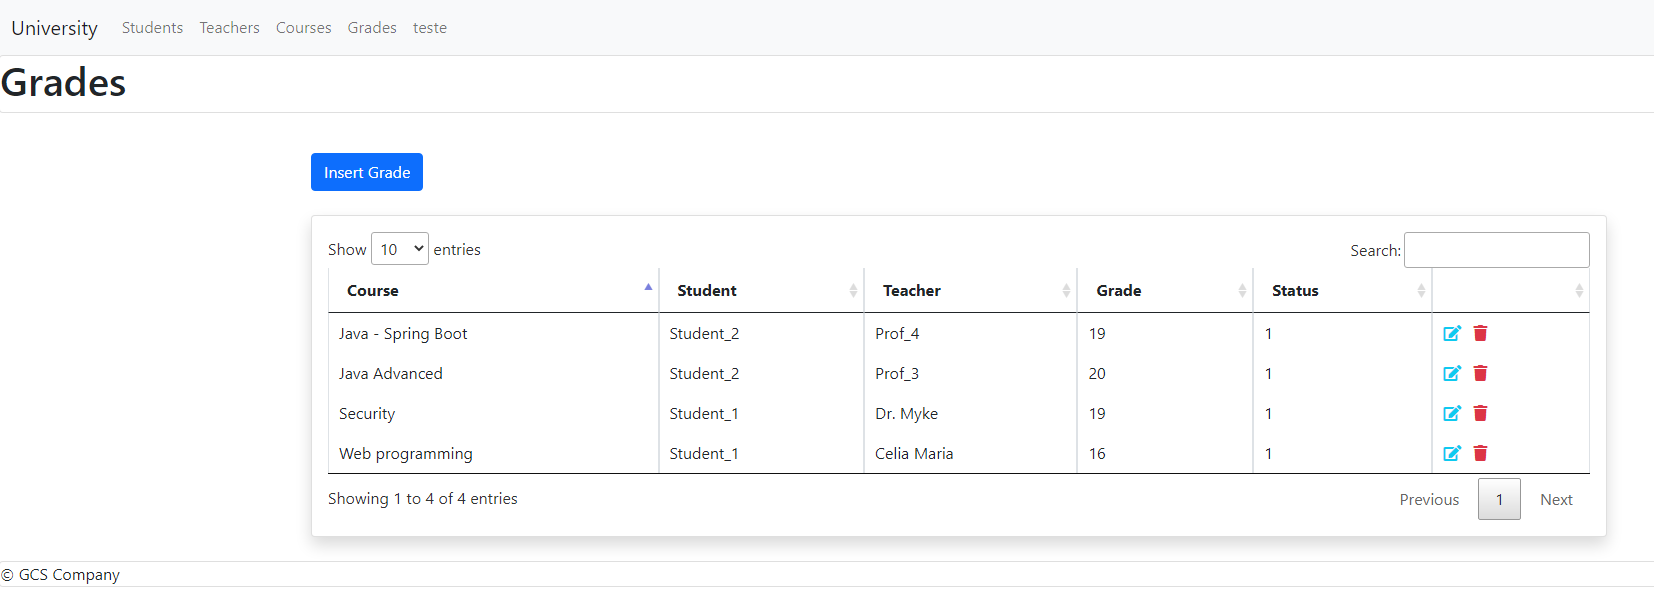 University Students Teachers Courses Grades teste
Grades
Insert Grade
Show 10 entries Search:
Course Student Teacher Grade Status
Java - Spring Boot Student_2 Prof_4 19 1
Java Advanced Student_2 Prof_3 20 1
Security Student_1 Dr. Myke 19 1
Web programming Student_1 Celia Maria 16 1
Showing 1 to 4 of 4 entries Previous 1 Next
© GCS Company